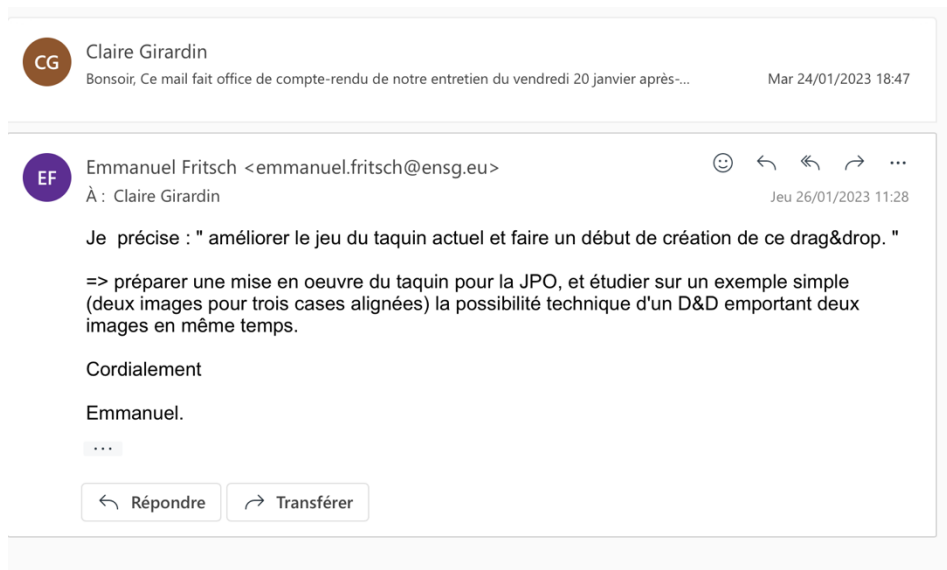 CG
Claire Girardin
Bonsoir, Ce mail fait office de compte-rendu de notre entretien du vendredi 20 janvier après-...
Mar 24/01/2023 18:47
EF
Emmanuel Fritsch <emmanuel.fritsch@ensg.eu>
À : Claire Girardin
Jeu 26/01/2023 11:28
Je précise : " améliorer le jeu du taquin actuel et faire un début de création de ce drag&drop. "
=> préparer une mise en oeuvre du taquin pour la JPO, et étudier sur un exemple simple
(deux images pour trois cases alignées) la possibilité technique d'un D&D emportant deux
images en même temps.
Cordialement
Emmanuel.
...
Répondre
Transférer